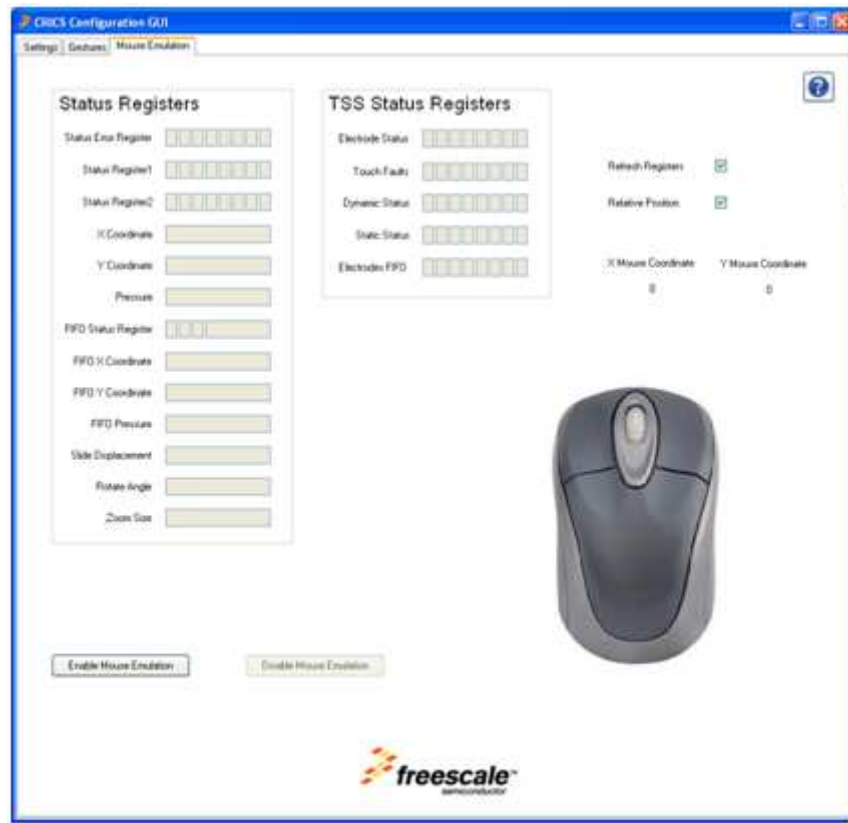 CRICS Configuration GUI
Settings Gestures Mouse Emulation
Status Registers
Status Error Register
Status Register1
Status Register2
X Coordinate
Y Coordinate
Pressure
FIFO Status Register
FIFO X Coordinate
FIFO Y Coordinate
FIFO Pressure
Slide Displacement
Rotate Angle
Zoom Size
TSS Status Registers
Electrode Status
Touch Faults
Dynamic Status
Static Status
Electrodes FIFO
?
Refresh Registers
Relative Position
X Mouse Coordinate Y Mouse Coordinate
0 0
Enable Mouse Emulation Disable Mouse Emulation
freescale™
semiconductor